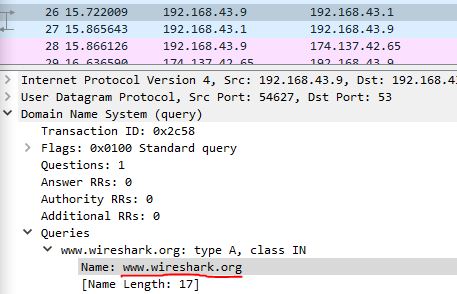 26 15.722009 192.168.43.9 192.168.43.1
27 15.865643 192.168.43.1 192.168.43.9
28 15.866126 192.168.43.9 174.137.42.65
29 16.636590 174.137.42.65 192.168.43.9
Internet Protocol Version 4, Src: 192.168.43.9, Dst: 192.168.43
User Datagram Protocol, Src Port: 54627, Dst Port: 53
Domain Name System (query)
Transaction ID: 0x2c58
Flags: 0x0100 Standard query
Questions: 1
Answer RRs: 0
Authority RRs: 0
Additional RRs: 0
Queries
www.wireshark.org: type A, class IN
Name: www.wireshark.org
[Name Length: 17]